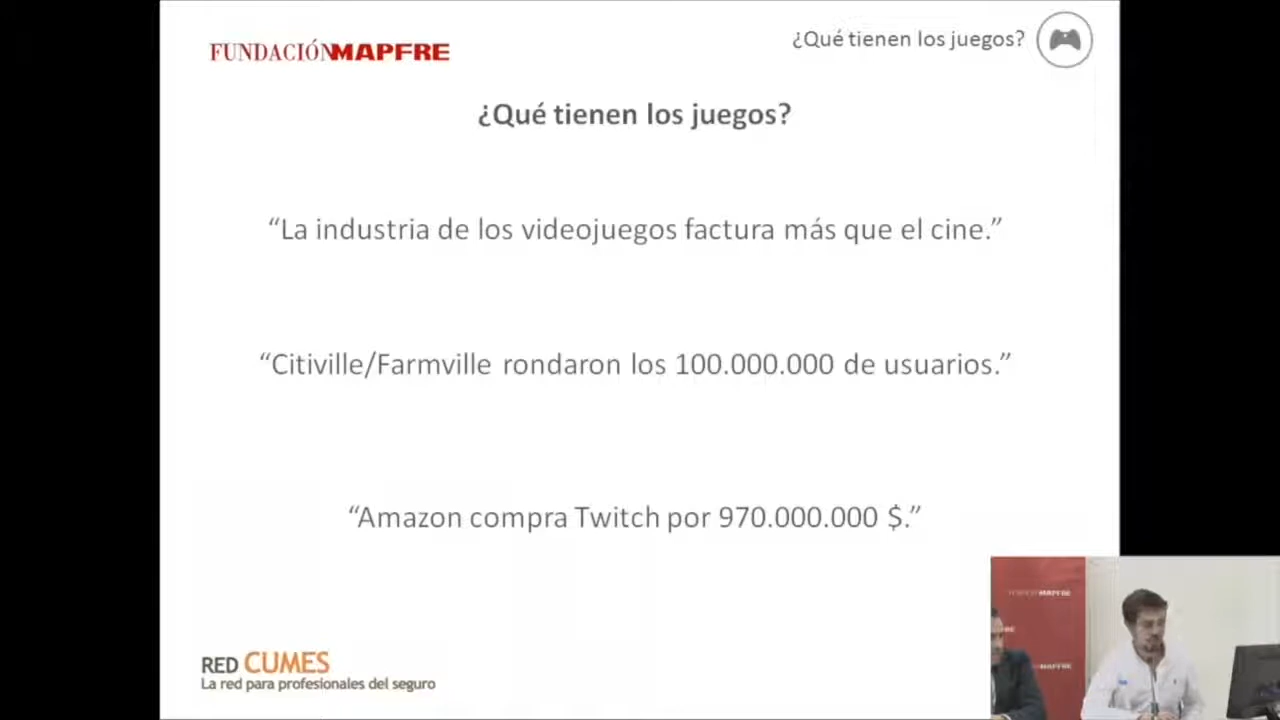 FUNDACIÓNMAPFRE
¿Qué tienen los juegos?
¿Qué tienen los juegos?
“La industria de los videojuegos factura más que el cine.”
“Citiville/Farmville rondaron los 100.000.000 de usuarios.”
“Amazon compra Twitch por 970.000.000 $.”
RED CUMES
La red para profesionales del seguro
FUNDACIÓNMAPFRE
MAPFRE